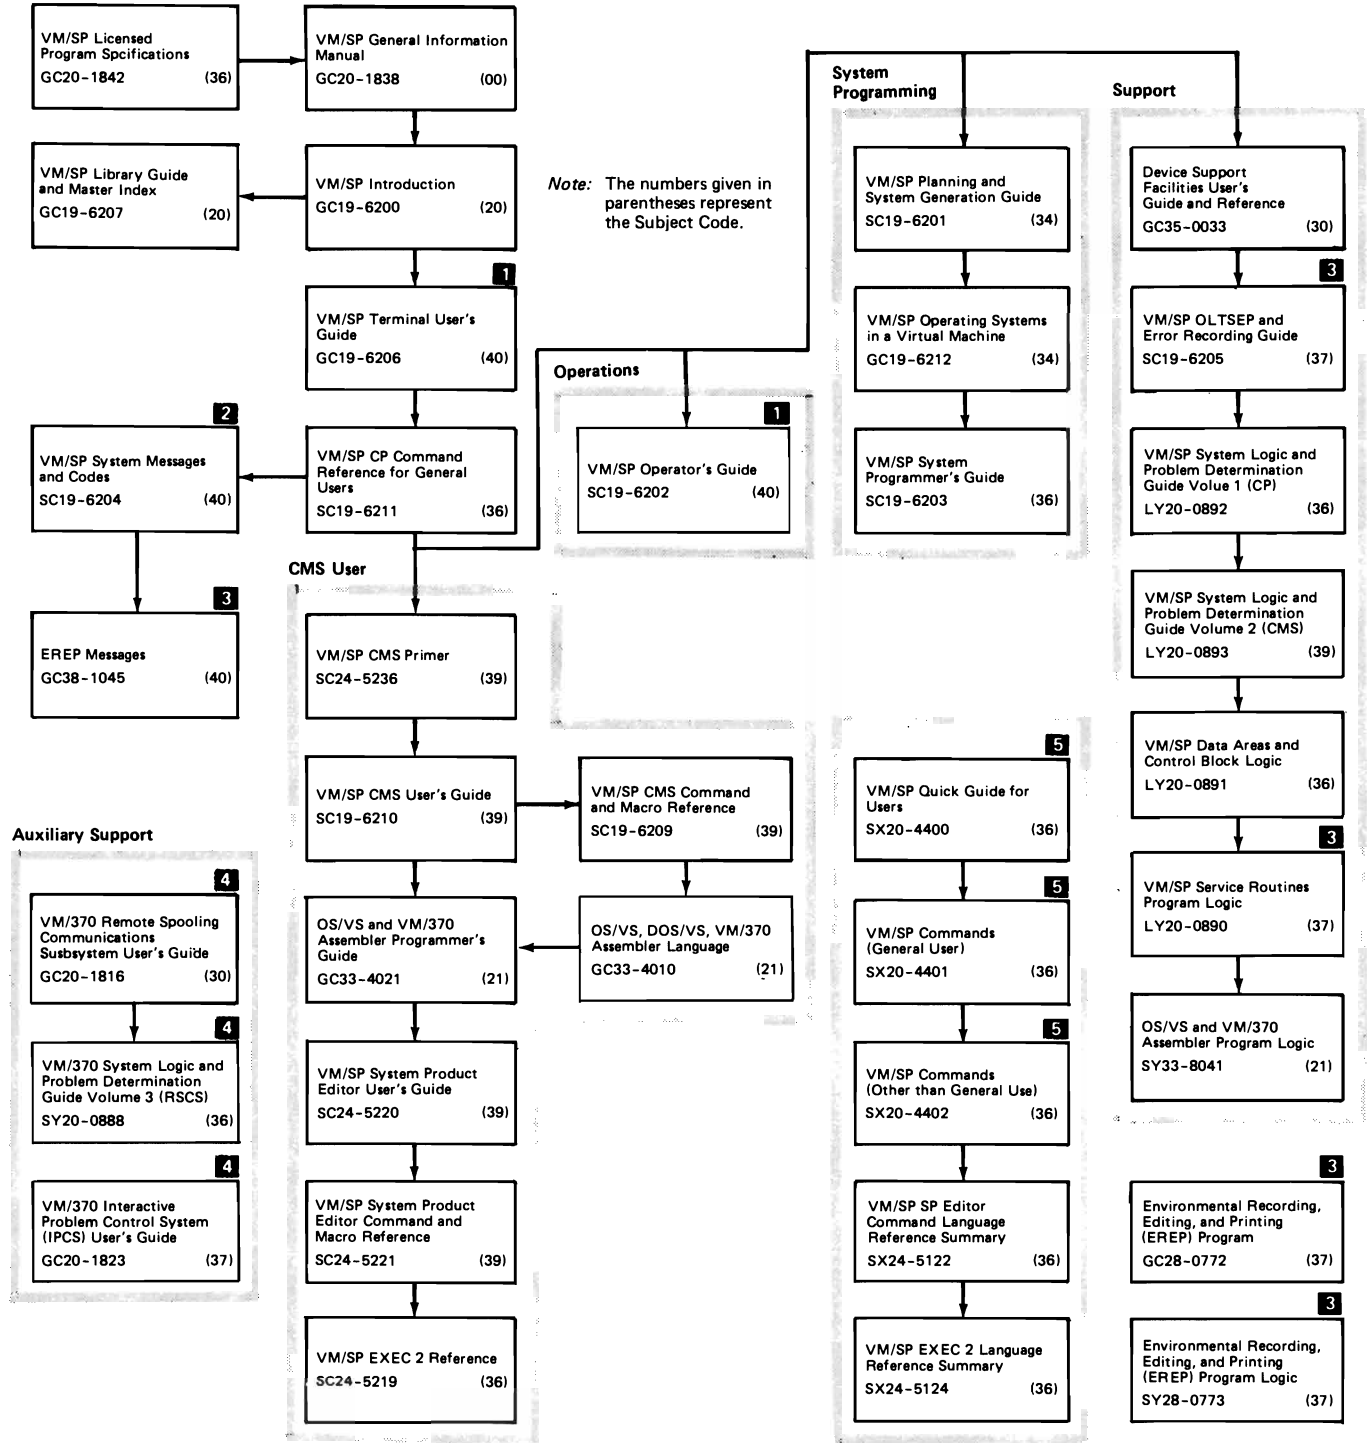 VM/SP Licensed
Program Spcifications
GC20-1842 (36)
VM/SP General Information
Manual
GC20-1838 (00)
VM/SP Library Guide
and Master Index
GC19-6207 (20)
VM/SP Introduction
GC19-6200 (20)
Note: The numbers given in
parentheses represent
the Subject Code.
1
VM/SP Terminal User's
Guide
GC19-6206 (40)
2
VM/SP System Messages
and Codes
SC19-6204 (40)
VM/SP CP Command
Reference for General
Users
SC19-6211 (36)
3
EREP Messages
GC38-1045 (40)
Operations
1
VM/SP Operator's Guide
SC19-6202 (40)
System
Programming
VM/SP Planning and
System Generation Guide
SC19-6201 (34)
VM/SP Operating Systems
in a Virtual Machine
GC19-6212 (34)
VM/SP System
Programmer's Guide
SC19-6203 (36)
Support
Device Support
Facilities User's
Guide and Reference
GC35-0033 (30)
3
VM/SP OLTSEP and
Error Recording Guide
SC19-6205 (37)
VM/SP System Logic and
Problem Determination
Guide Volue 1 (CP)
LY20-0892 (36)
VM/SP System Logic and
Problem Determination
Guide Volume 2 (CMS)
LY20-0893 (39)
VM/SP Data Areas and
Control Block Logic
LY20-0891 (36)
3
VM/SP Service Routines
Program Logic
LY20-0890 (37)
OS/VS and VM/370
Assembler Program Logic
SY33-8041 (21)
3
Environmental Recording,
Editing, and Printing
(EREP) Program
GC28-0772 (37)
3
Environmental Recording,
Editing, and Printing
(EREP) Program Logic
SY28-0773 (37)
CMS User
VM/SP CMS Primer
SC24-5236 (39)
VM/SP CMS User's Guide
SC19-6210 (39)
VM/SP CMS Command
and Macro Reference
SC19-6209 (39)
OS/VS and VM/370
Assembler Programmer's
Guide
GC33-4021 (21)
OS/VS, DOS/VS, VM/370
Assembler Language
GC33-4010 (21)
VM/SP System Product
Editor User's Guide
SC24-5220 (39)
VM/SP System Product
Editor Command and
Macro Reference
SC24-5221 (39)
VM/SP EXEC 2 Reference
SC24-5219 (36)
5
VM/SP Quick Guide for
Users
SX20-4400 (36)
5
VM/SP Commands
(General User)
SX20-4401 (36)
5
VM/SP Commands
(Other than General Use)
SX20-4402 (36)
VM/SP SP Editor
Command Language
Reference Summary
SX24-5122 (36)
VM/SP EXEC 2 Language
Reference Summary
SX24-5124 (36)
Auxiliary Support
4
VM/370 Remote Spooling
Communications
Susbsystem User's Guide
GC20-1816 (30)
4
VM/370 System Logic and
Problem Determination
Guide Volume 3 (RSCS)
SY20-0888 (36)
4
VM/370 Interactive
Problem Control System
(IPCS) User's Guide
GC20-1823 (37)